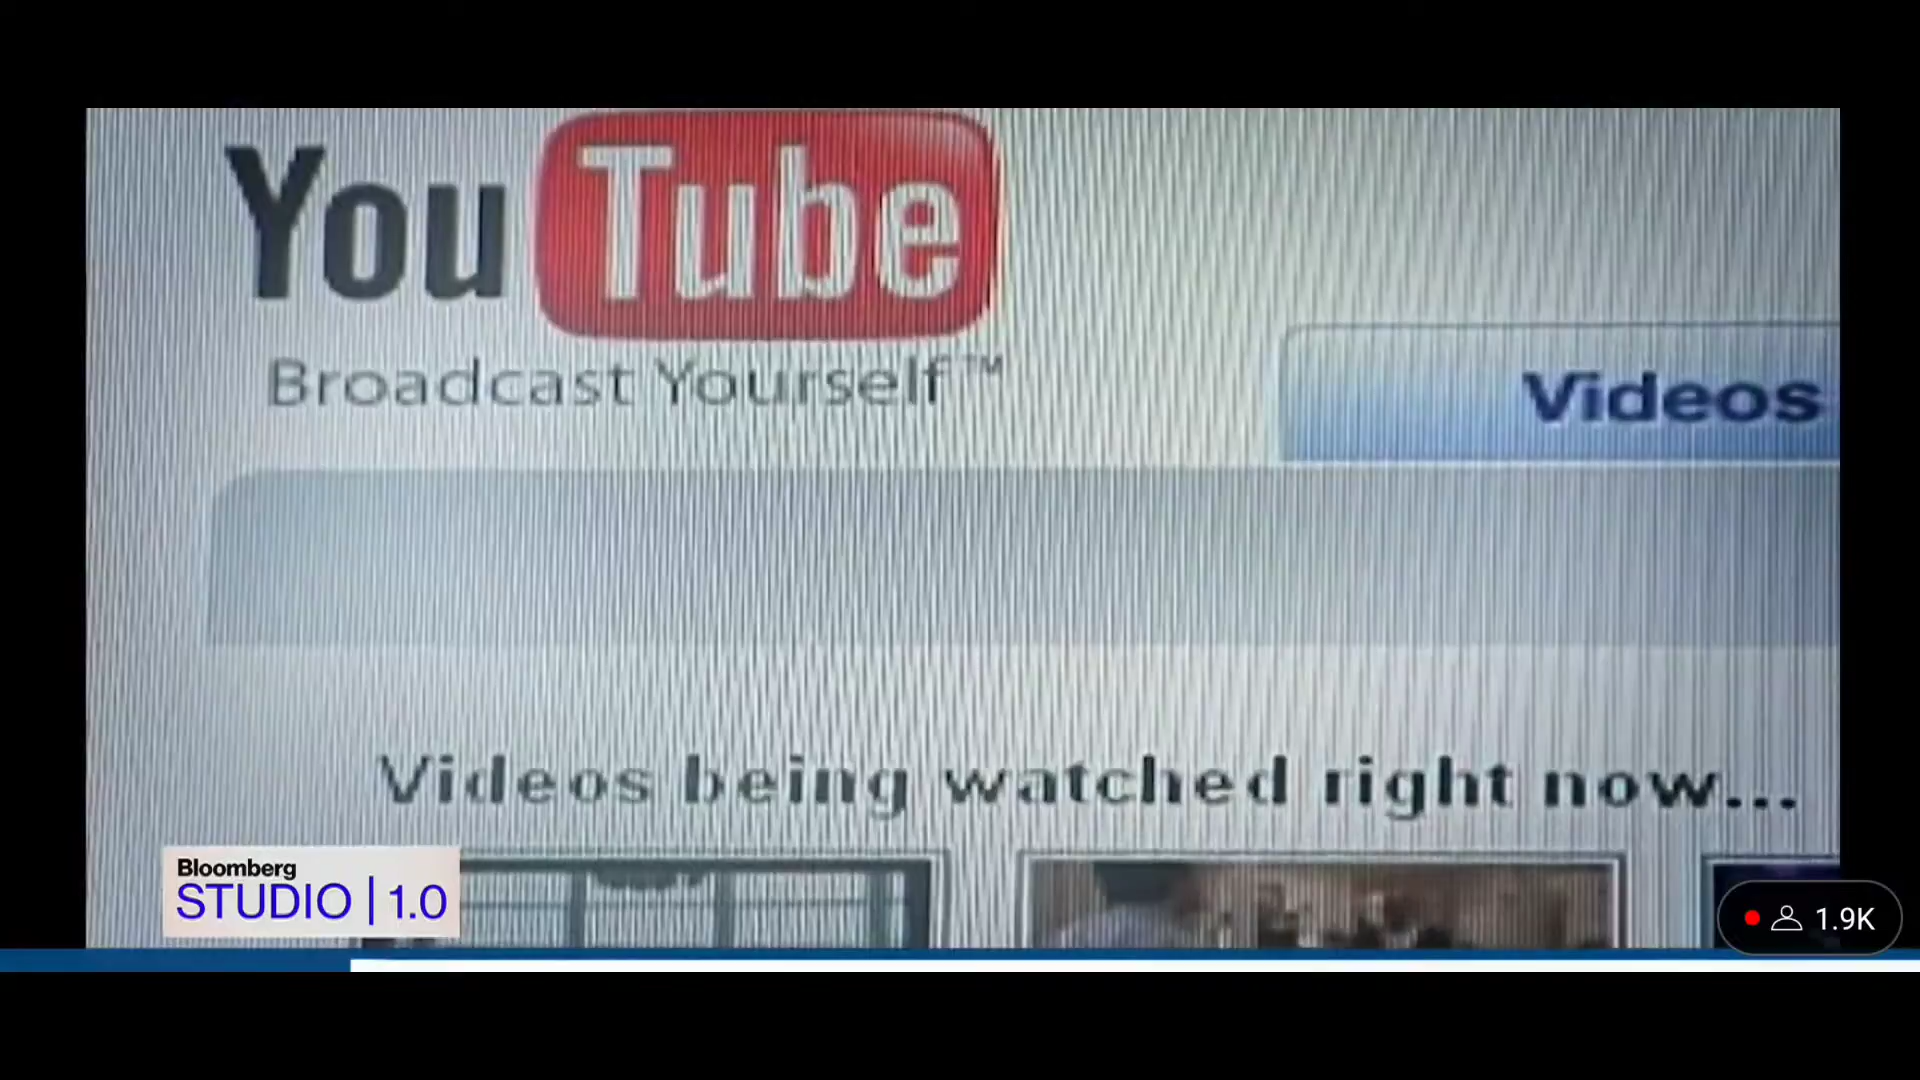 YouTube
Broadcast Yourself™
Videos
Videos being watched right now...
Bloomberg
STUDIO | 1.0
1.9K